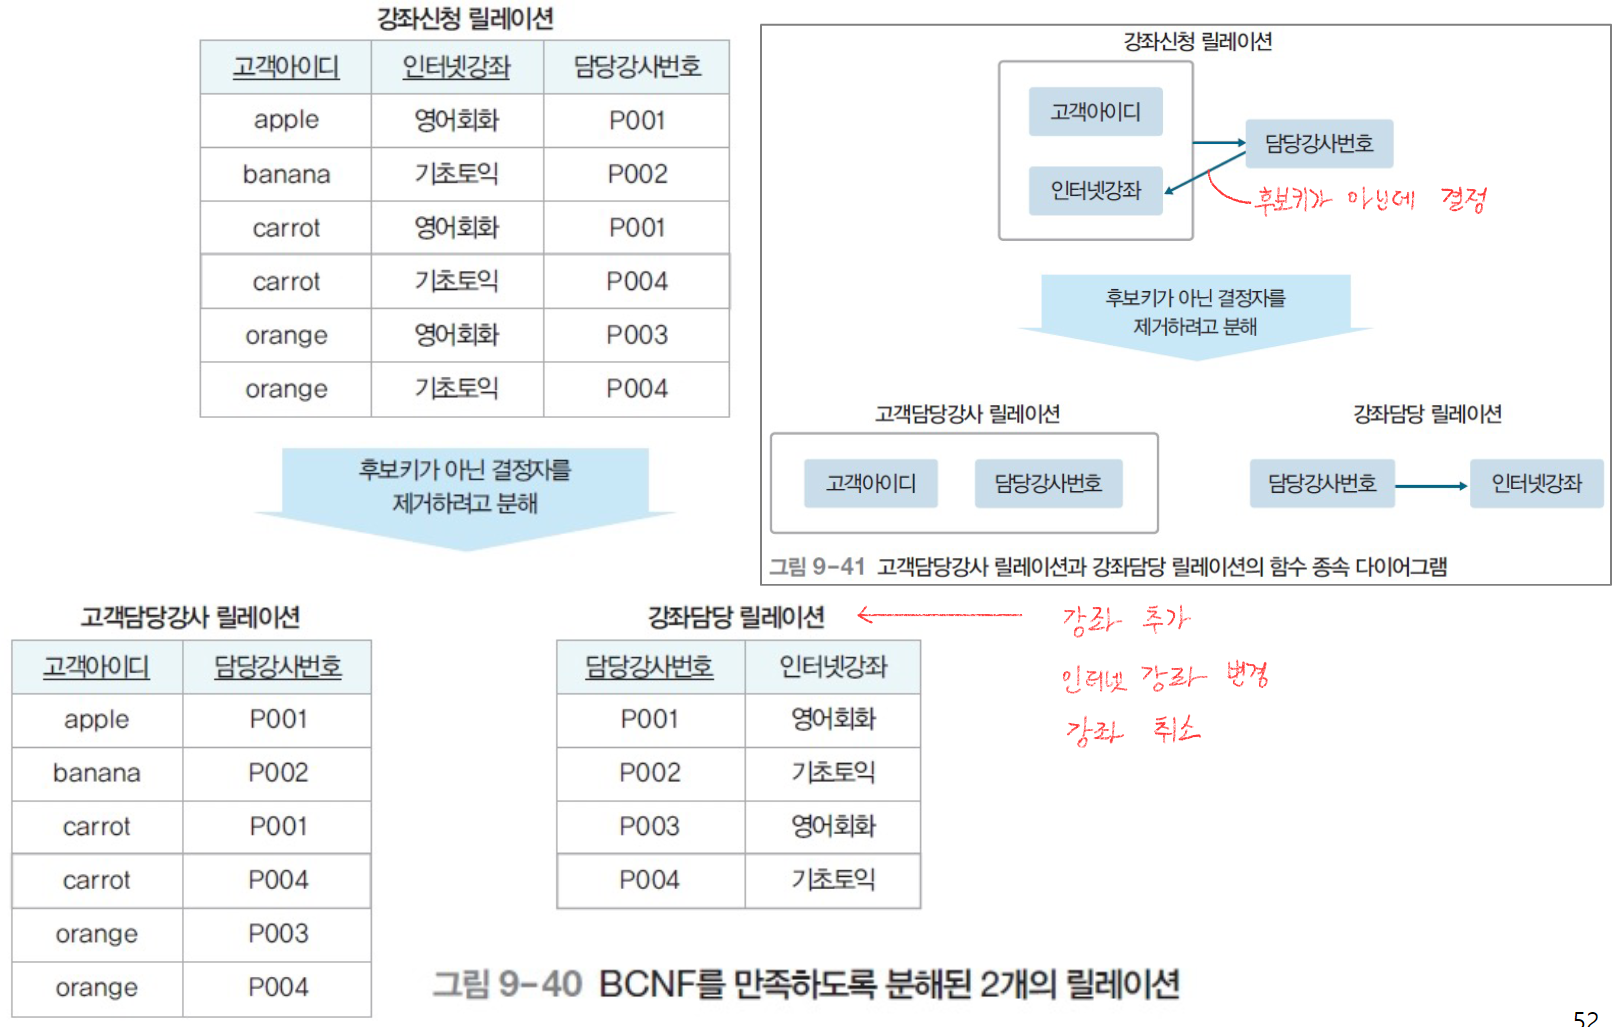 강좌신청 릴레이션
고객아이디 인터넷강좌 담당강사번호
apple 영어회화 P001
banana 기초토익 P002
carrot 영어회화 P001
carrot 기초토익 P004
orange 영어회화 P003
orange 기초토익 P004
후보키가 아닌 결정자를
제거하려고 분해
강좌신청 릴레이션
고객아이디
담당강사번호
인터넷강좌
후보키가 아닌데 결정
후보키가 아닌 결정자를
제거하려고 분해
고객담당강사 릴레이션 강좌담당 릴레이션
고객아이디 담당강사번호 담당강사번호 인터넷강좌
그림 9-41 고객담당강사 릴레이션과 강좌담당 릴레이션의 함수 종속 다이어그램
고객담당강사 릴레이션
고객아이디 담당강사번호
apple P001
banana P002
carrot P001
carrot P004
orange P003
orange P004
강좌담당 릴레이션
담당강사번호 인터넷강좌
P001 영어회화
P002 기초토익
P003 영어회화
P004 기초토익
강좌 추가
인터넷 강좌 변경
강좌 취소
그림 9-40 BCNF를 만족하도록 분해된 2개의 릴레이션
52